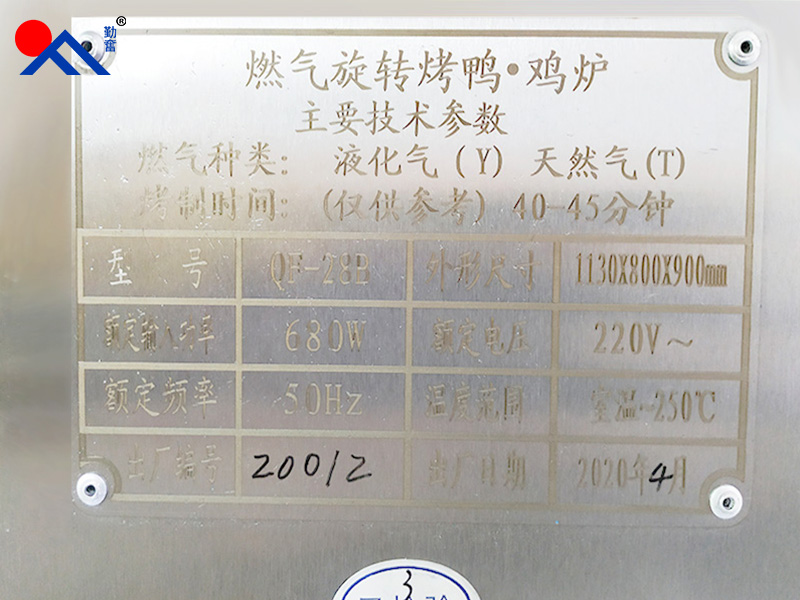 勤奋®
燃气旋转烤鸭·鸡炉
主要技术参数
燃气种类：液化气(Y) 天然气(T)
烤制时间：(仅供参考) 40-45分钟
型号 QF-28B 外形尺寸 1130X800X900mm
额定输入功率 680W 额定电压 220V～
额定频率 50Hz 温度范围 室温-250℃
出厂编号 20012 出厂日期 2020年4月
3